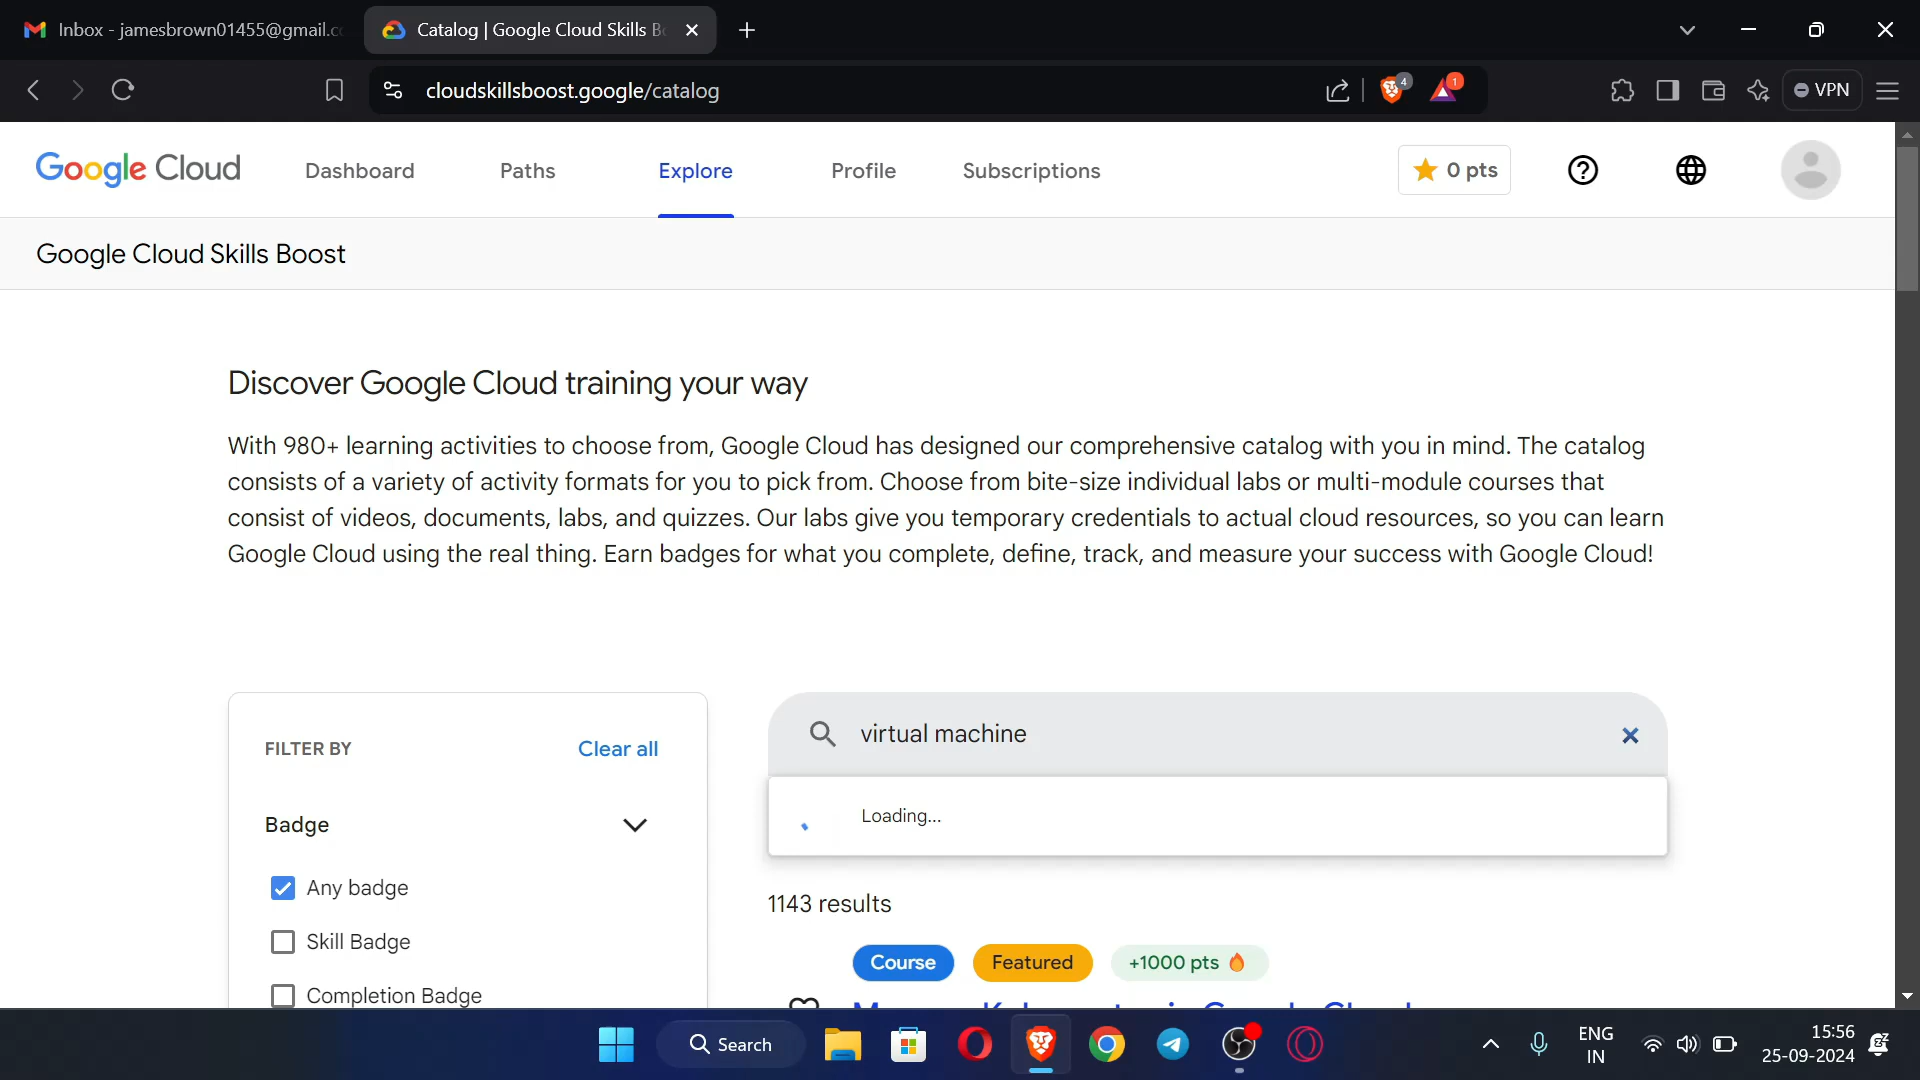 Inbox - jamesbrown01455@gmail.c
Catalog | Google Cloud Skills B
cloudskillsboost.google/catalog
4
1
VPN
Google Cloud
Dashboard
Paths
Explore
Profile
Subscriptions
0 pts
Google Cloud Skills Boost
Discover Google Cloud training your way
With 980+ learning activities to choose from, Google Cloud has designed our comprehensive catalog with you in mind. The catalog
consists of a variety of activity formats for you to pick from. Choose from bite-size individual labs or multi-module courses that
consist of videos, documents, labs, and quizzes. Our labs give you temporary credentials to actual cloud resources, so you can learn
Google Cloud using the real thing. Earn badges for what you complete, define, track, and measure your success with Google Cloud!
FILTER BY
Clear all
Badge
Any badge
Skill Badge
Completion Badge
virtual machine
Loading...
1143 results
Course
Featured
+1000 pts
Search
ENG
IN
15:56
25-09-2024